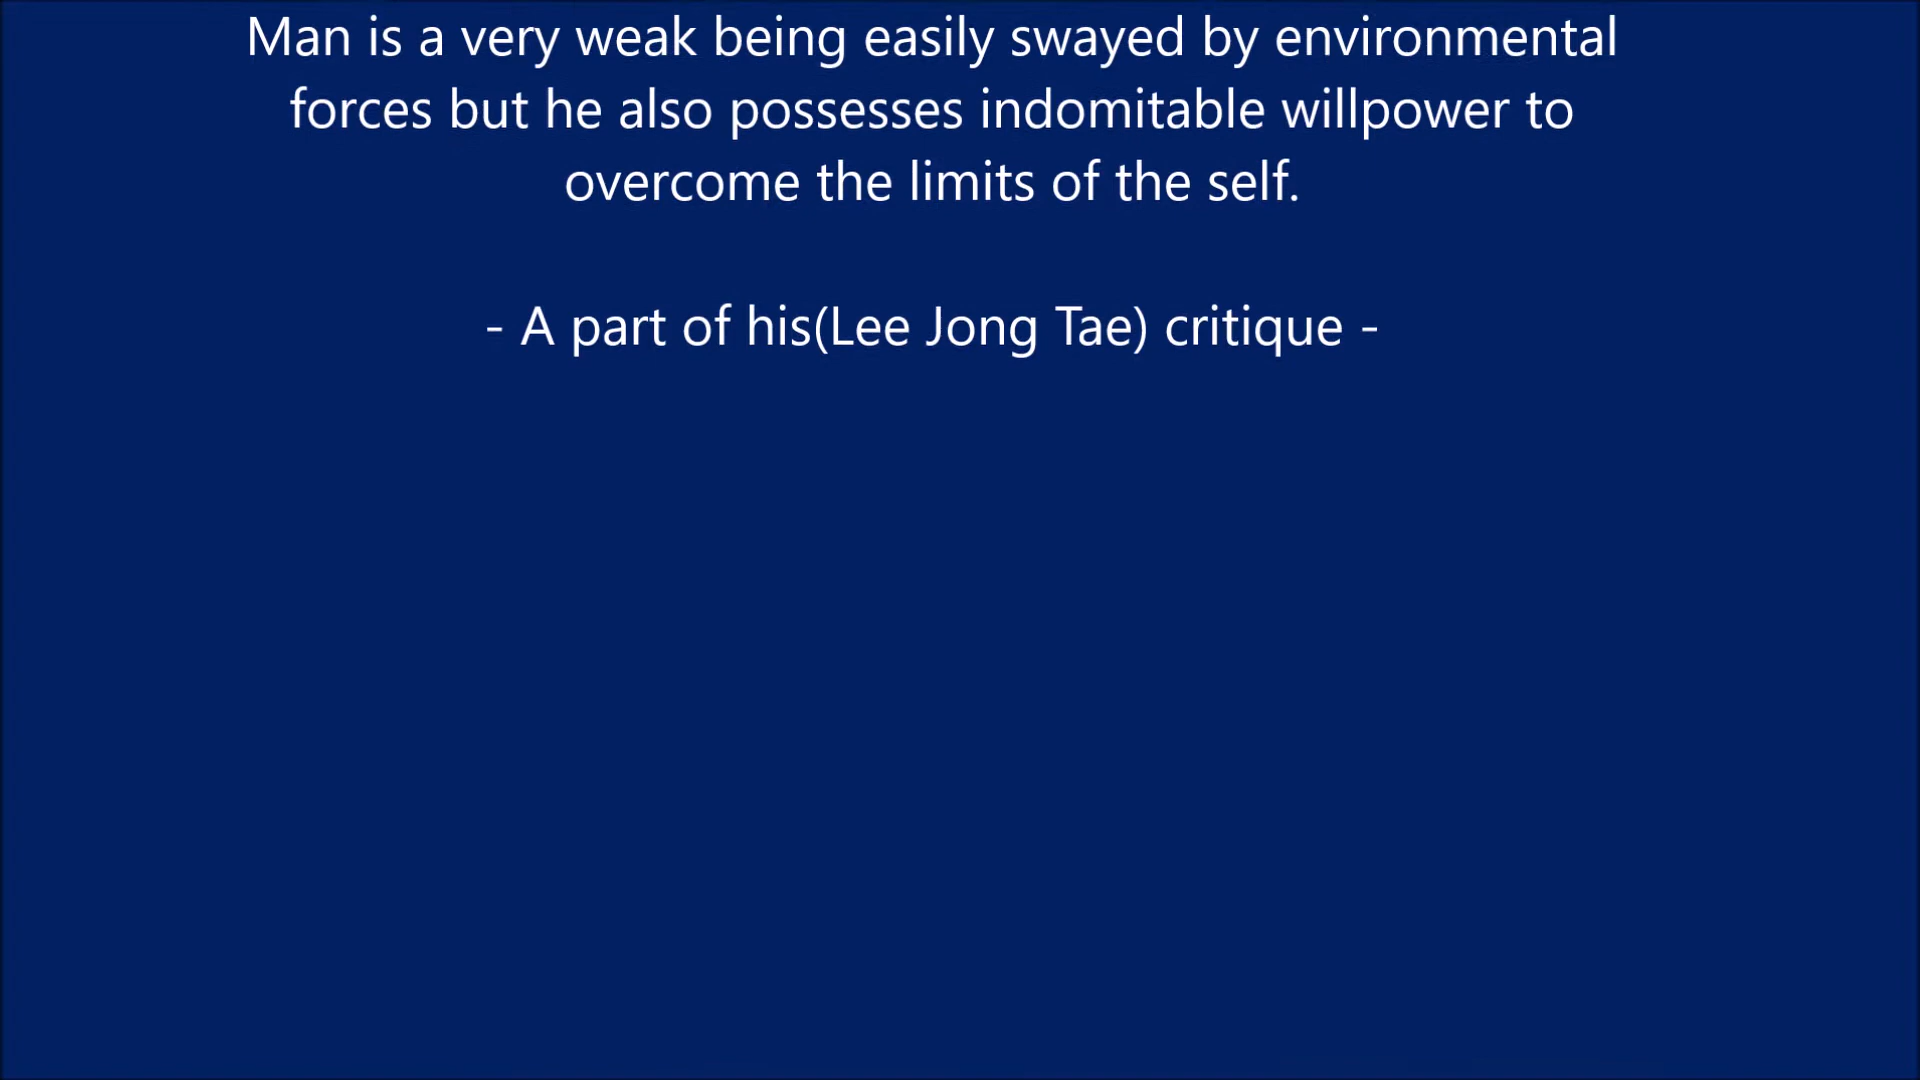 Man is a very weak being easily swayed by environmental
forces but he also possesses indomitable willpower to
overcome the limits of the self.
- A part of his(Lee Jong Tae) critique -